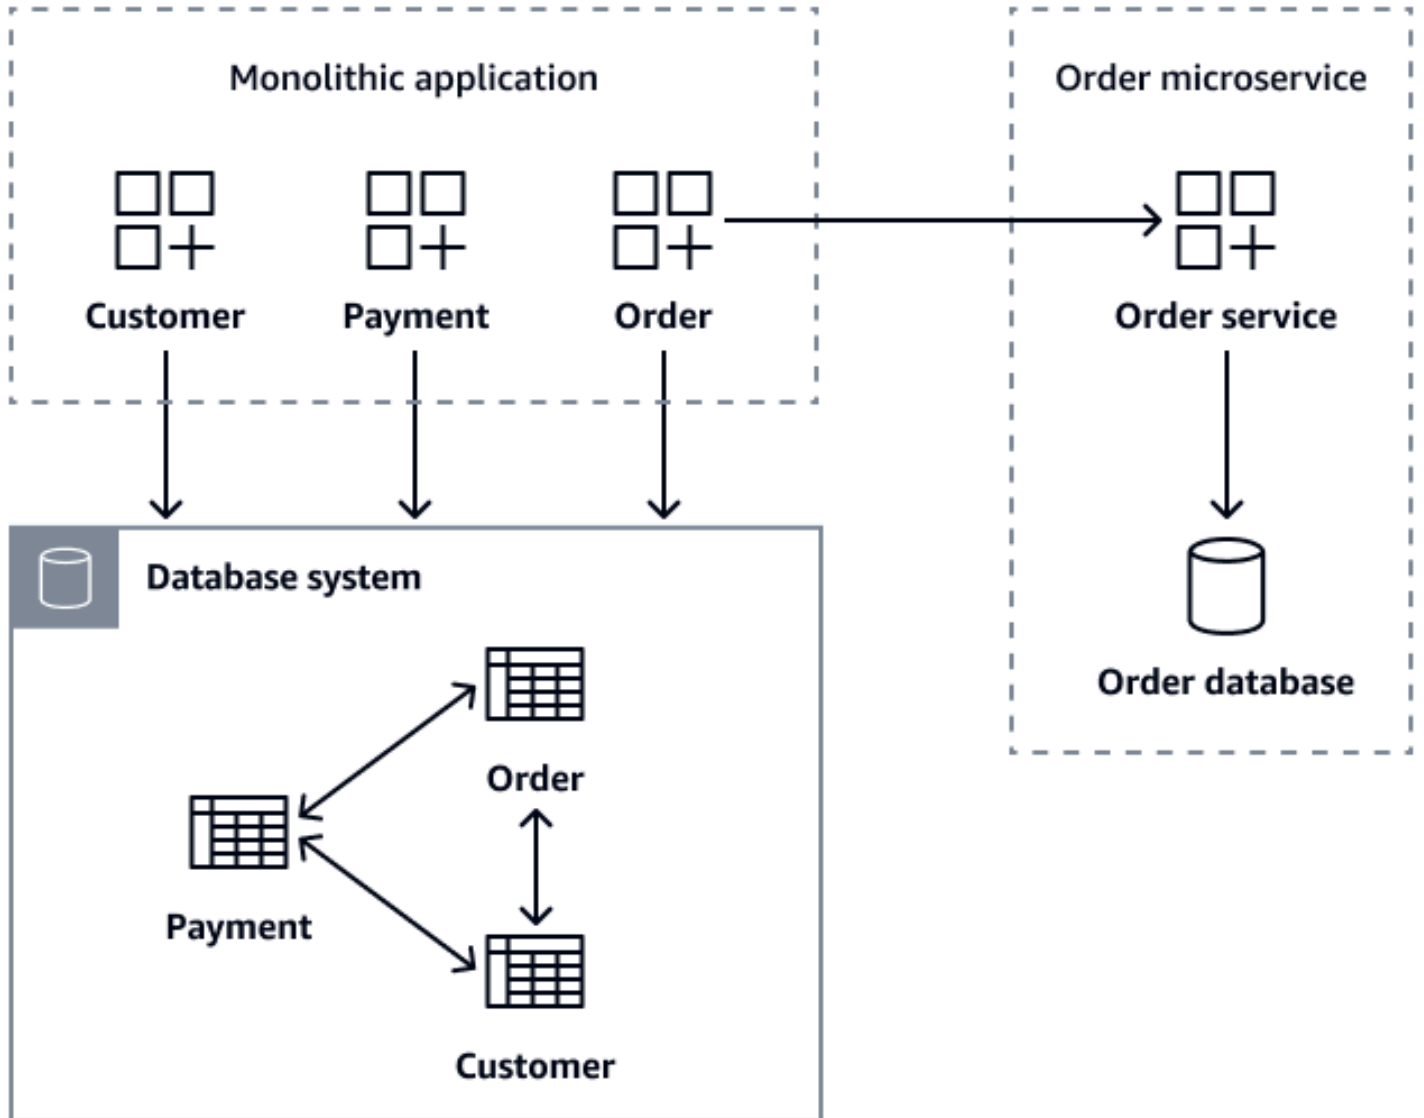 Monolithic application
Order microservice
Customer
Payment
Order
Order service
Database system
Order
Order database
Payment
Customer